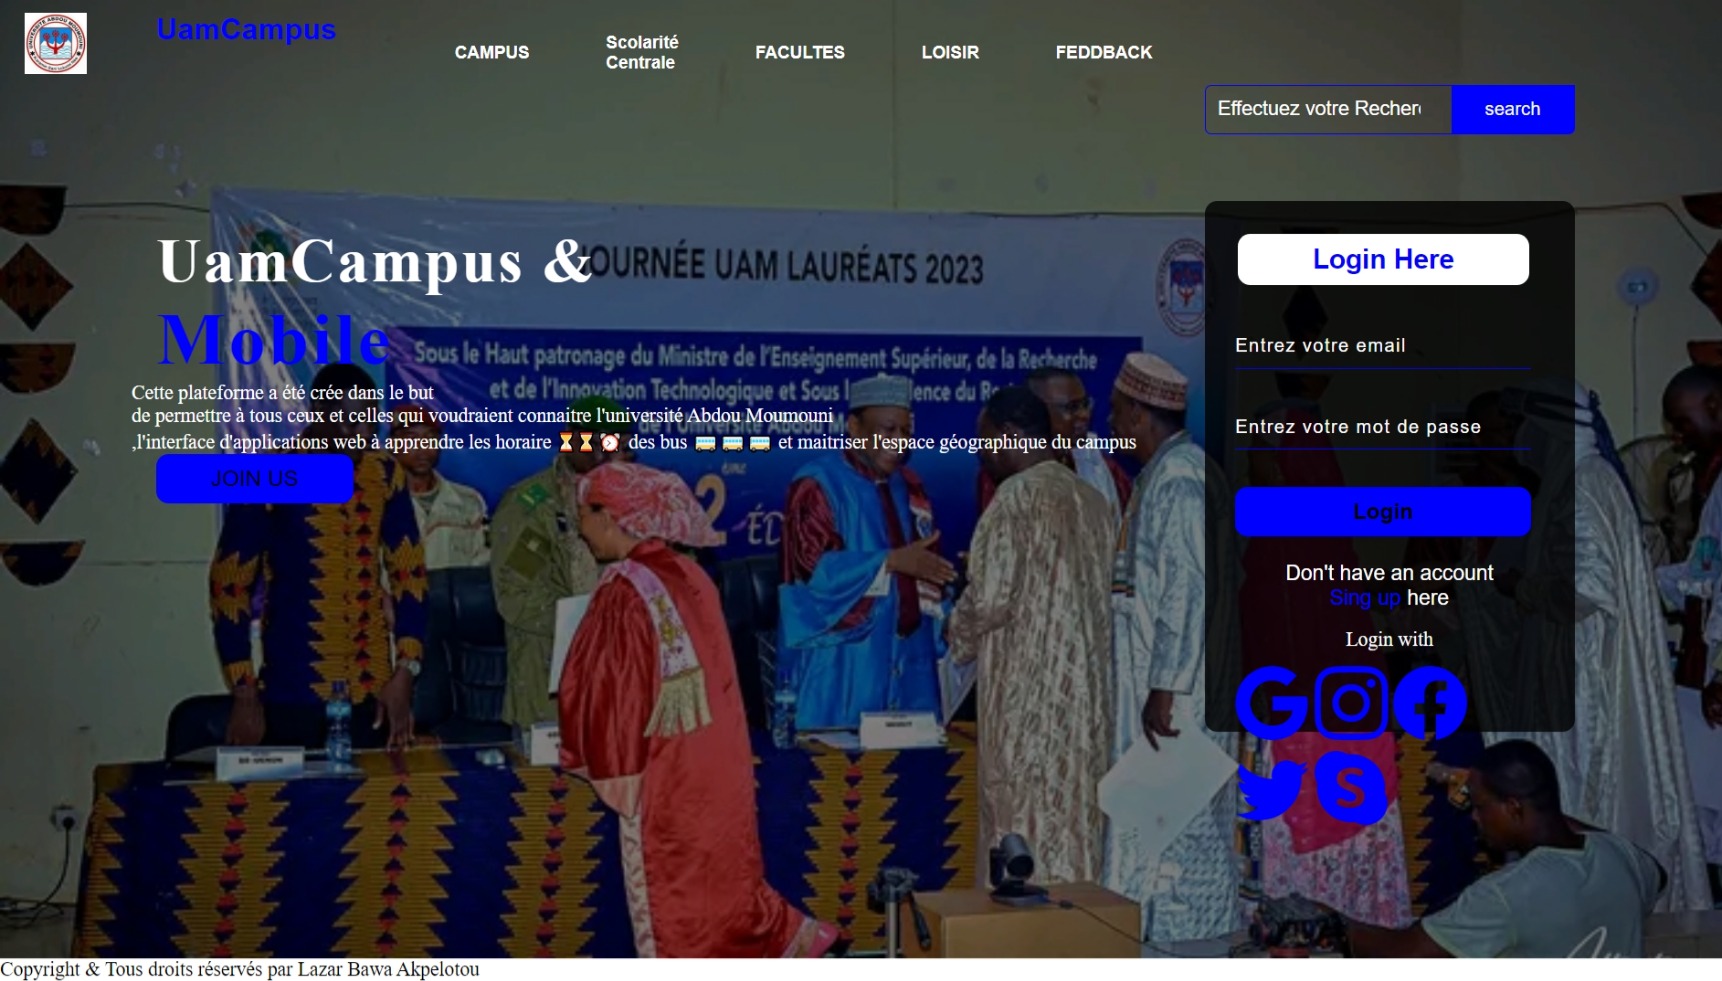 UNIVERSITÉ ABDOU MOUMOUNI
UamCampus
CAMPUS
Scolarité
Centrale
FACULTES
LOISIR
FEDDBACK
Effectuez votre Recher
search
JOURNÉE UAM LAURÉATS 2023
UamCampus &
Mobile
Sous le Haut patronage du Ministre de l'Enseignement Supérieur, de la Recherche
et de l'Innovation Technologique et Sous
Cette plateforme a été crée dans le but
de permettre à tous ceux et celles qui voudraient connaitre l'université Abdou Moumouni
,l'interface d'applications web à apprendre les horaire ⌛⌛⏰ des bus 🚌 🚌 🚌 et maitriser l'espace géographique du campus
JOIN US
2ème
Login Here
Entrez votre email
Entrez votre mot de passe
Login
Don't have an account
Sing up here
Login with
Copyright & Tous droits réservés par Lazar Bawa Akpelotou